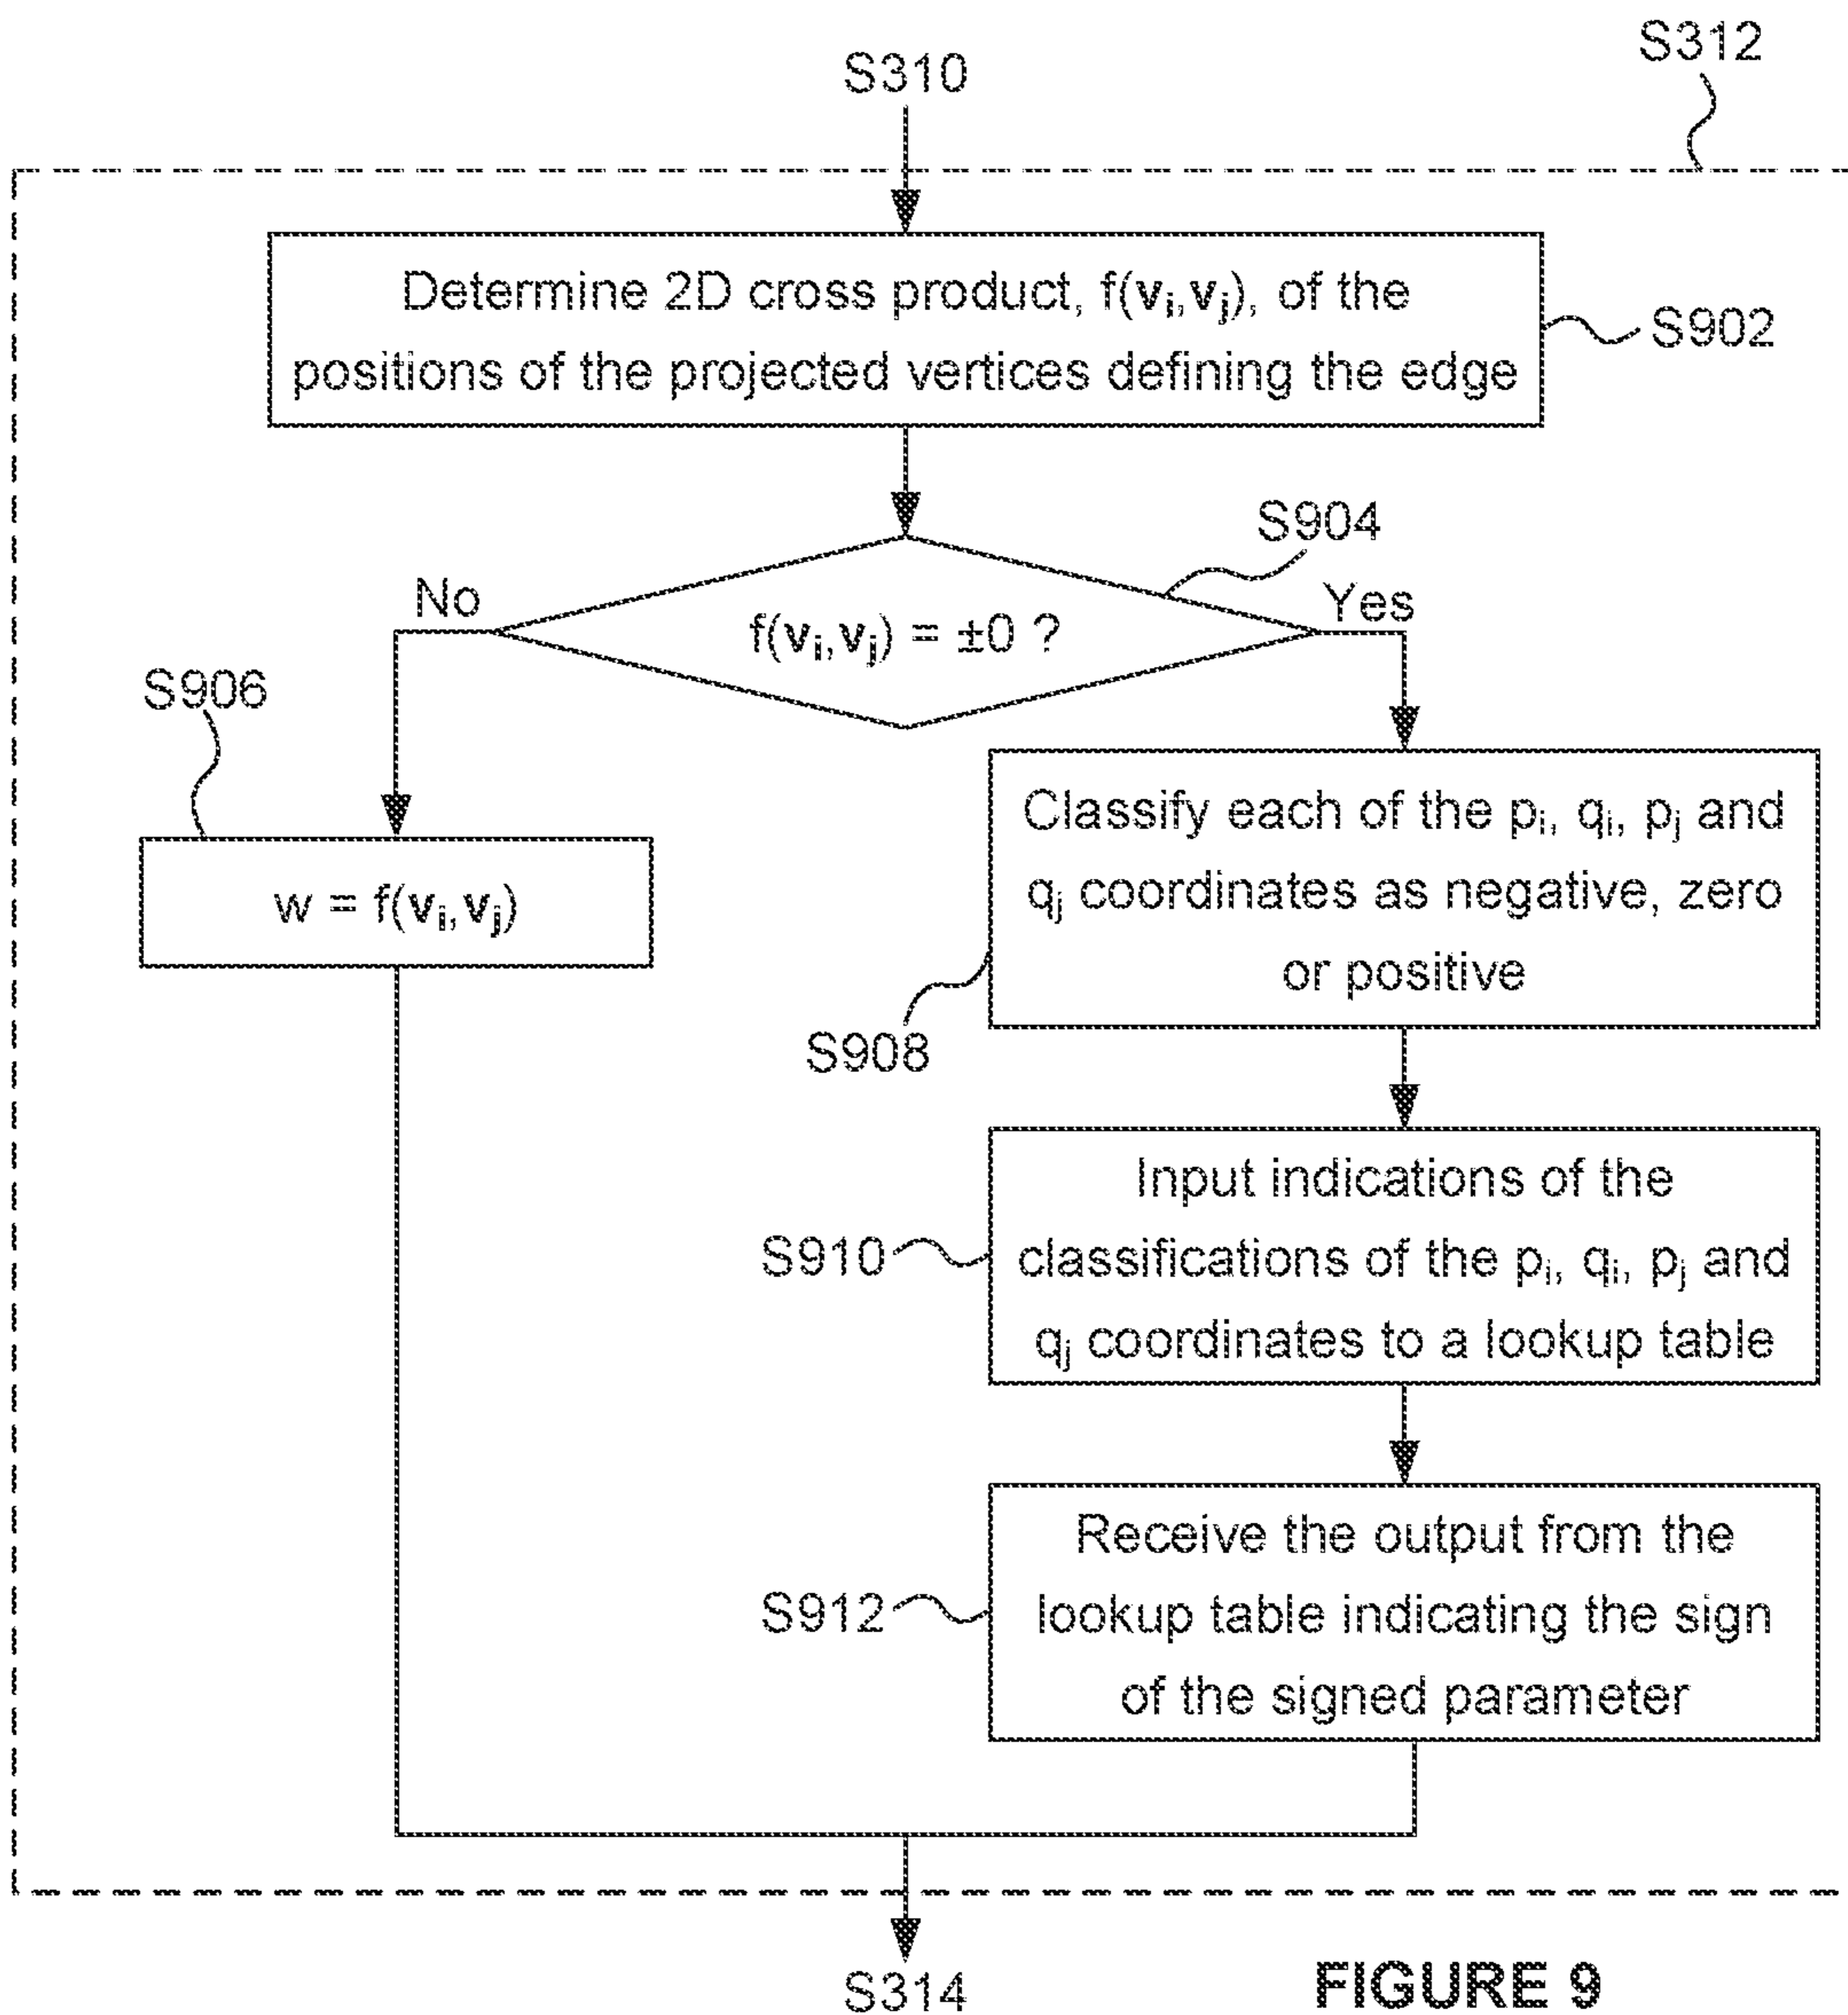 S312
S310
Determine 2D cross product, f(vᵢ,vⱼ), of the
positions of the projected vertices defining the edge
S902
S904
No
f(vᵢ,vⱼ) = ±0 ?
Yes
S906
w = f(vᵢ,vⱼ)
Classify each of the pᵢ, qᵢ, pⱼ and
qⱼ coordinates as negative, zero
or positive
S908
Input indications of the
S910
classifications of the pᵢ, qᵢ, pⱼ and
qⱼ coordinates to a lookup table
Receive the output from the
S912
lookup table indicating the sign
of the signed parameter
S314
FIGURE 9